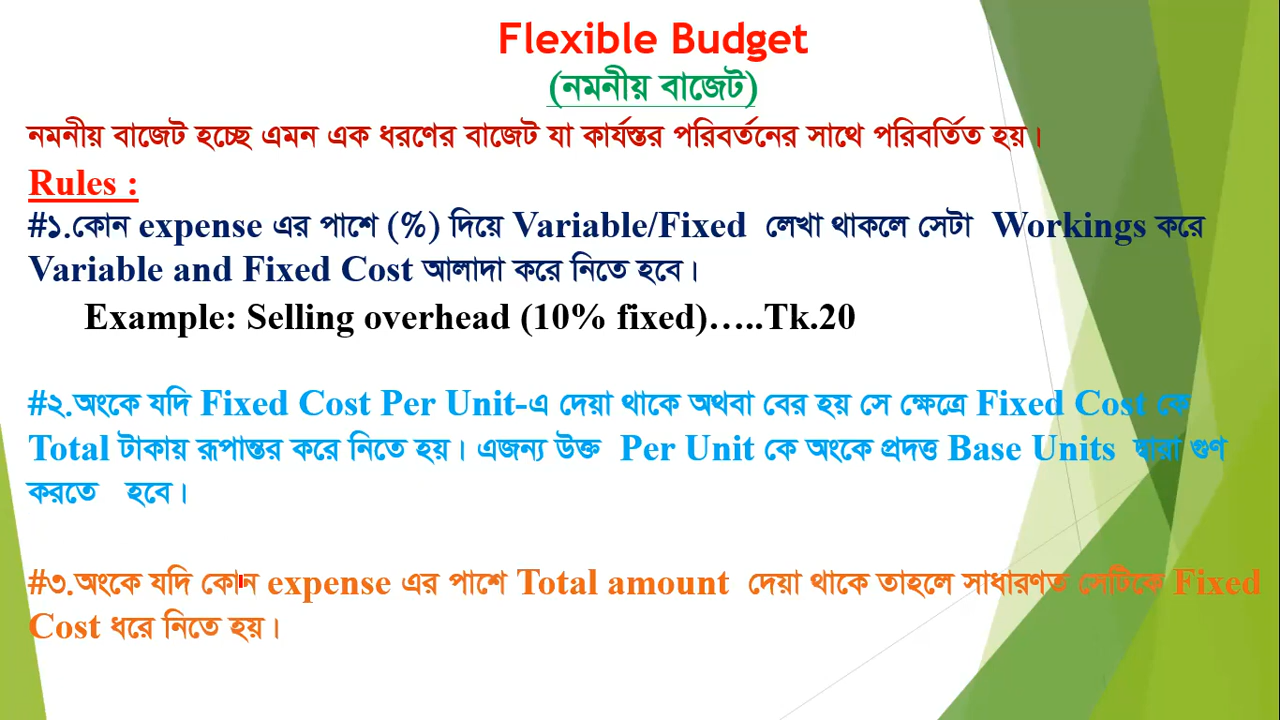 Flexible Budget
(নমনীয় বাজেট)
নমনীয় বাজেট হচ্ছে এমন এক ধরণের বাজেট যা কার্যস্তর পরিবর্তনের সাথে পরিবর্তিত হয়।
Rules :
#১.কোন expense এর পাশে (%) দিয়ে Variable/Fixed লেখা থাকলে সেটা Workings করে
Variable and Fixed Cost আলাদা করে নিতে হবে।
Example: Selling overhead (10% fixed)…..Tk.20
#২.অংকে যদি Fixed Cost Per Unit-এ দেয়া থাকে অথবা বের হয় সে ক্ষেত্রে Fixed Cost কে
Total টাকায় রূপান্তর করে নিতে হয়। এজন্য উক্ত Per Unit কে অংকে প্রদত্ত Base Units দ্বারা গুণ
করতে হবে।
#৩.অংকে যদি কোন expense এর পাশে Total amount দেয়া থাকে তাহলে সাধারণত সেটিকে Fixed
Cost ধরে নিতে হয়।